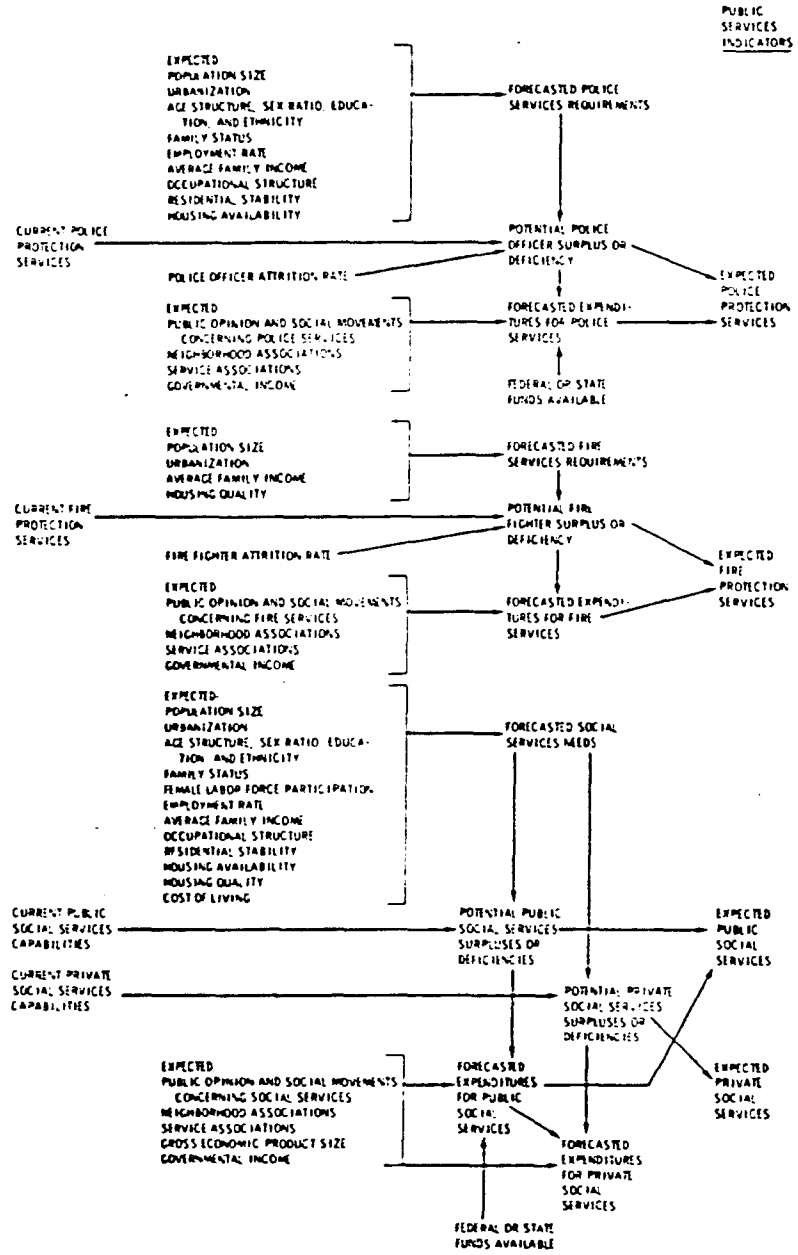 PUBLIC
SERVICES
INDICATORS
EXPECTED
POPULATION SIZE
URBANIZATION
AGE STRUCTURE, SEX RATIO, EDUCA-
TION, AND ETHNICITY
FAMILY STATUS
EMPLOYMENT RATE
AVERAGE FAMILY INCOME
OCCUPATIONAL STRUCTURE
RESIDENTIAL STABILITY
HOUSING AVAILABILITY
FORECASTED POLICE
SERVICES REQUIREMENTS
CURRENT POLICE
PROTECTION
SERVICES
POTENTIAL POLICE
OFFICER SURPLUS OR
DEFICIENCY
POLICE OFFICER ATTRITION RATE
EXPECTED
POLICE
PROTECTION
SERVICES
EXPECTED
PUBLIC OPINION AND SOCIAL MOVEMENTS
CONCERNING POLICE SERVICES
NEIGHBORHOOD ASSOCIATIONS
SERVICE ASSOCIATIONS
GOVERNMENTAL INCOME
FORECASTED EXPENDI-
TURES FOR POLICE
SERVICES
FEDERAL OR STATE
FUNDS AVAILABLE
EXPECTED
POPULATION SIZE
URBANIZATION
AVERAGE FAMILY INCOME
HOUSING QUALITY
FORECASTED FIRE
SERVICES REQUIREMENTS
CURRENT FIRE
PROTECTION
SERVICES
POTENTIAL FIRE
FIGHTER SURPLUS OR
DEFICIENCY
FIRE FIGHTER ATTRITION RATE
EXPECTED
FIRE
PROTECTION
SERVICES
EXPECTED
PUBLIC OPINION AND SOCIAL MOVEMENTS
CONCERNING FIRE SERVICES
NEIGHBORHOOD ASSOCIATIONS
SERVICE ASSOCIATIONS
GOVERNMENTAL INCOME
FORECASTED EXPENDI-
TURES FOR FIRE
SERVICES
EXPECTED
POPULATION SIZE
URBANIZATION
AGE STRUCTURE, SEX RATIO, EDUCA-
TION, AND ETHNICITY
FAMILY STATUS
FEMALE LABOR FORCE PARTICIPATION
EMPLOYMENT RATE
AVERAGE FAMILY INCOME
OCCUPATIONAL STRUCTURE
RESIDENTIAL STABILITY
HOUSING AVAILABILITY
HOUSING QUALITY
COST OF LIVING
FORECASTED SOCIAL
SERVICES NEEDS
CURRENT PUBLIC
SOCIAL SERVICES
CAPABILITIES
POTENTIAL PUBLIC
SOCIAL SERVICES
SURPLUSES OR
DEFICIENCIES
EXPECTED
PUBLIC
SOCIAL
SERVICES
CURRENT PRIVATE
SOCIAL SERVICES
CAPABILITIES
POTENTIAL PRIVATE
SOCIAL SERVICES
SURPLUSES OR
DEFICIENCIES
EXPECTED
PRIVATE
SOCIAL
SERVICES
EXPECTED
PUBLIC OPINION AND SOCIAL MOVEMENTS
CONCERNING SOCIAL SERVICES
NEIGHBORHOOD ASSOCIATIONS
SERVICE ASSOCIATIONS
GROSS ECONOMIC PRODUCT SIZE
GOVERNMENTAL INCOME
FORECASTED
EXPENDITURES
FOR PUBLIC
SOCIAL
SERVICES
FORECASTED
EXPENDITURES
FOR PRIVATE
SOCIAL
SERVICES
FEDERAL OR STATE
FUNDS AVAILABLE